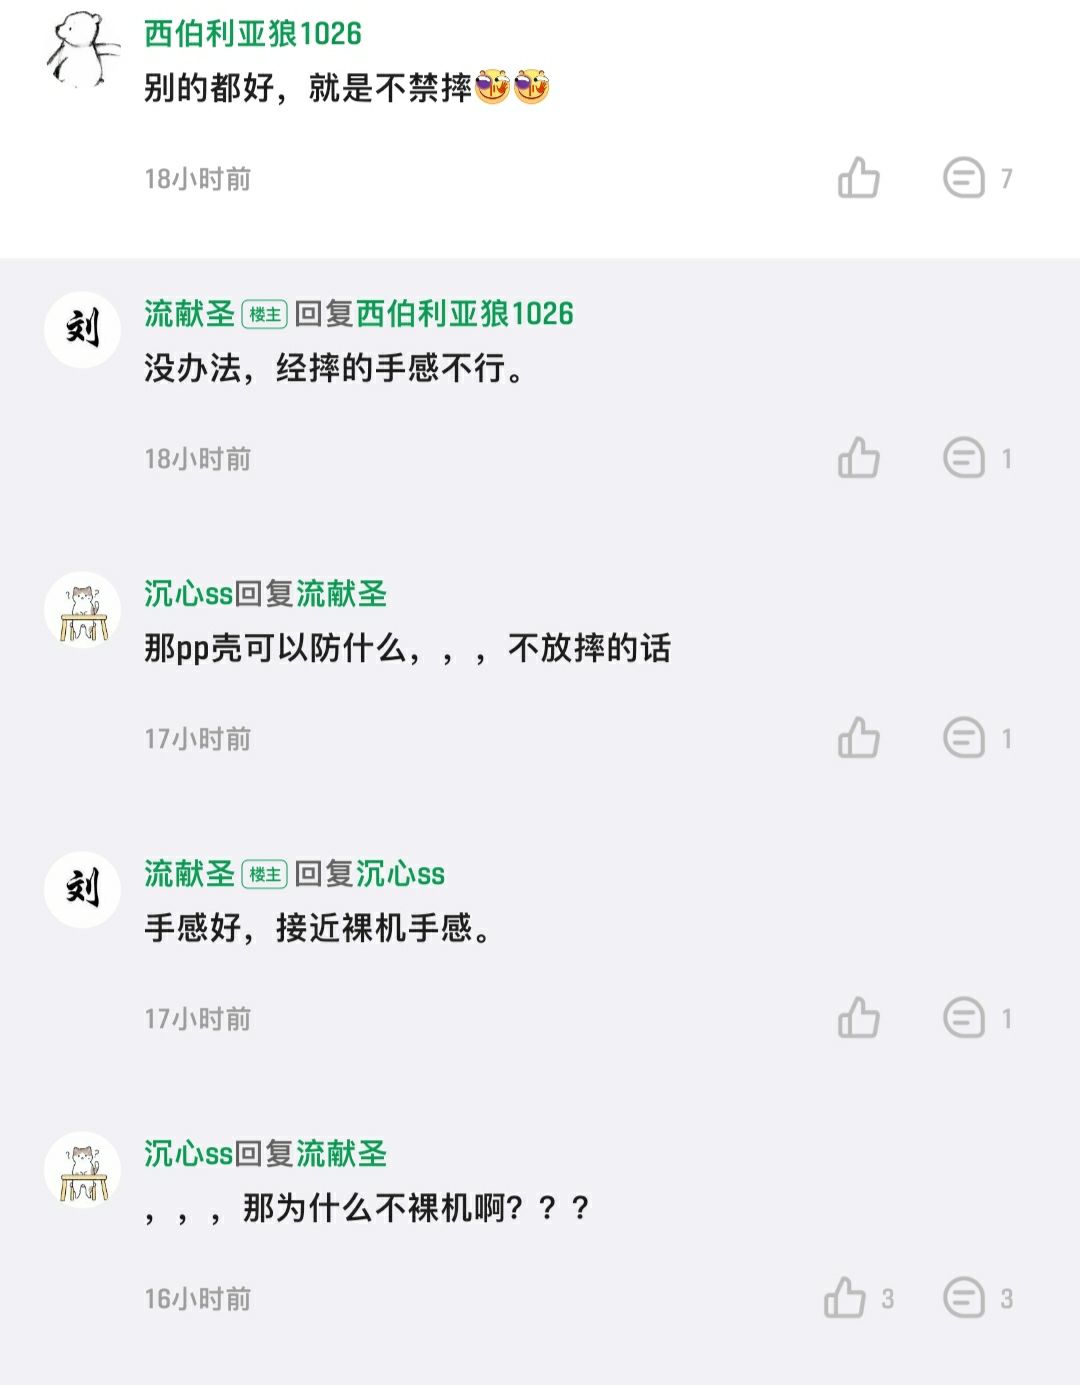 西伯利亚狼1026
别的都好，就是不禁摔
18小时前
7
刘
流献圣 楼主 回复西伯利亚狼1026
没办法，经摔的手感不行。
18小时前
1
沉心ss回复流献圣
那pp壳可以防什么，，，不放摔的话
17小时前
1
刘
流献圣 楼主 回复沉心ss
手感好，接近裸机手感。
17小时前
1
沉心ss回复流献圣
，，，那为什么不裸机啊？？？
16小时前
3
3